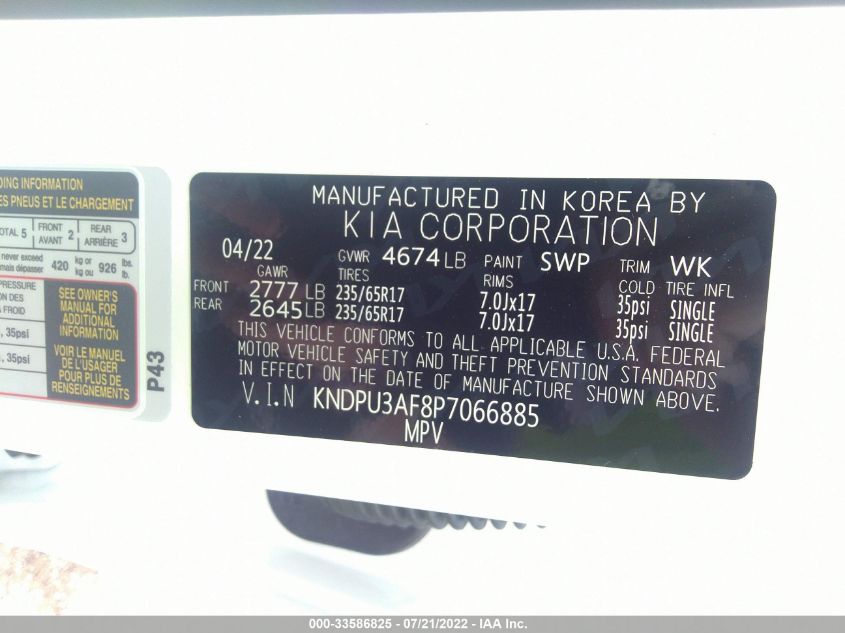 DING INFORMATION
ES PNEUS ET LE CHARGEMENT
TOTAL 5 FRONT AVANT 2 REAR ARRIÈRE 3
never exceed
mais dépasser 420 kg or kg ou 926 lbs. lb.
PRESSURE
ION DES
À FROID
, 35psi
, 35psi
SEE OWNER'S
MANUAL FOR
ADDITIONAL
INFORMATION
VOIR LE MANUEL
DE L'USAGER
POUR PLUS DE
RENSEIGNEMENTS
P43
MANUFACTURED IN KOREA BY
KIA CORPORATION
04/22 GVWR 4674 LB PAINT SWP TRIM WK
GAWR TIRES RIMS COLD TIRE INFL
FRONT 2777 LB 235/65R17 7.0Jx17 35psi SINGLE
REAR 2645 LB 235/65R17 7.0Jx17 35psi SINGLE
THIS VEHICLE CONFORMS TO ALL APPLICABLE U.S.A. FEDERAL
MOTOR VEHICLE SAFETY AND THEFT PREVENTION STANDARDS
IN EFFECT ON THE DATE OF MANUFACTURE SHOWN ABOVE.
V.I.N KNDPU3AF8P7066885
MPV
000-33586825 - 07/21/2022 - IAA Inc.